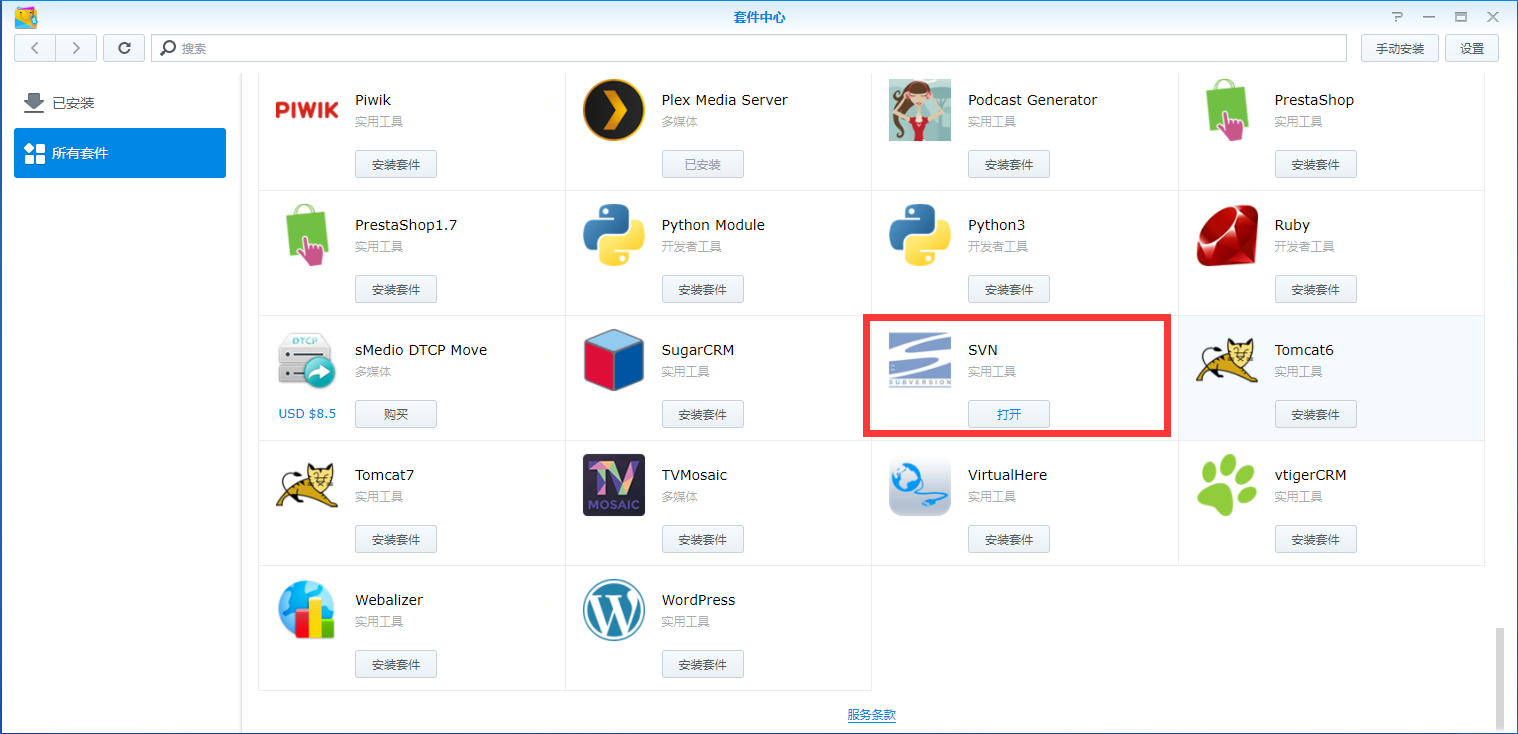 套件中心
搜索
手动安装
设置
已安装
所有套件
PIWIK
Piwik
实用工具
安装套件
Plex Media Server
多媒体
已安装
Podcast Generator
实用工具
安装套件
PrestaShop
实用工具
安装套件
PrestaShop1.7
实用工具
安装套件
Python Module
开发者工具
安装套件
Python3
开发者工具
安装套件
Ruby
开发者工具
安装套件
DTCP
sMedio DTCP Move
多媒体
USD $8.5
购买
SugarCRM
实用工具
安装套件
SUBVERSION
SVN
实用工具
打开
Tomcat6
实用工具
安装套件
Tomcat7
实用工具
安装套件
TV
MOSAIC
TVMosaic
多媒体
安装套件
VirtualHere
实用工具
安装套件
vtigerCRM
实用工具
安装套件
Webalizer
实用工具
安装套件
WordPress
实用工具
安装套件
服务条款